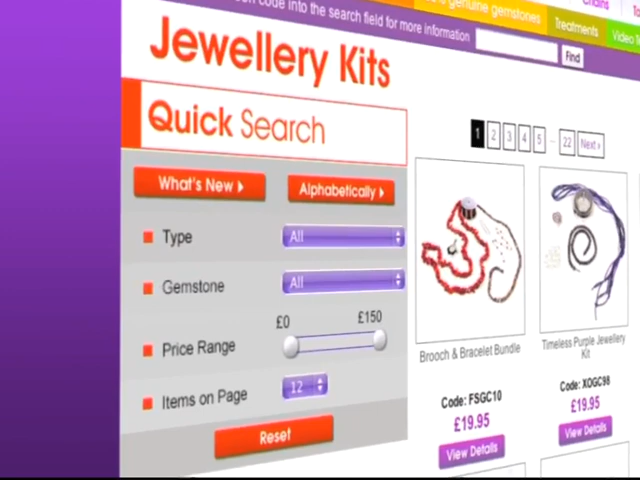 code into the search field for more information
Find
genuine gemstones
Treatments
Video
Jewellery Kits
Quick Search
What's New
Alphabetically
Type
All
Gemstone
All
Price Range
£0
£150
Items on Page
12
Reset
1 2 3 4 5 ... 22 Next »
Brooch & Bracelet Bundle
Code: FSGC10
£19.95
View Details
Timeless Purple Jewellery
Kit
Code: XOGC98
£19.95
View Details